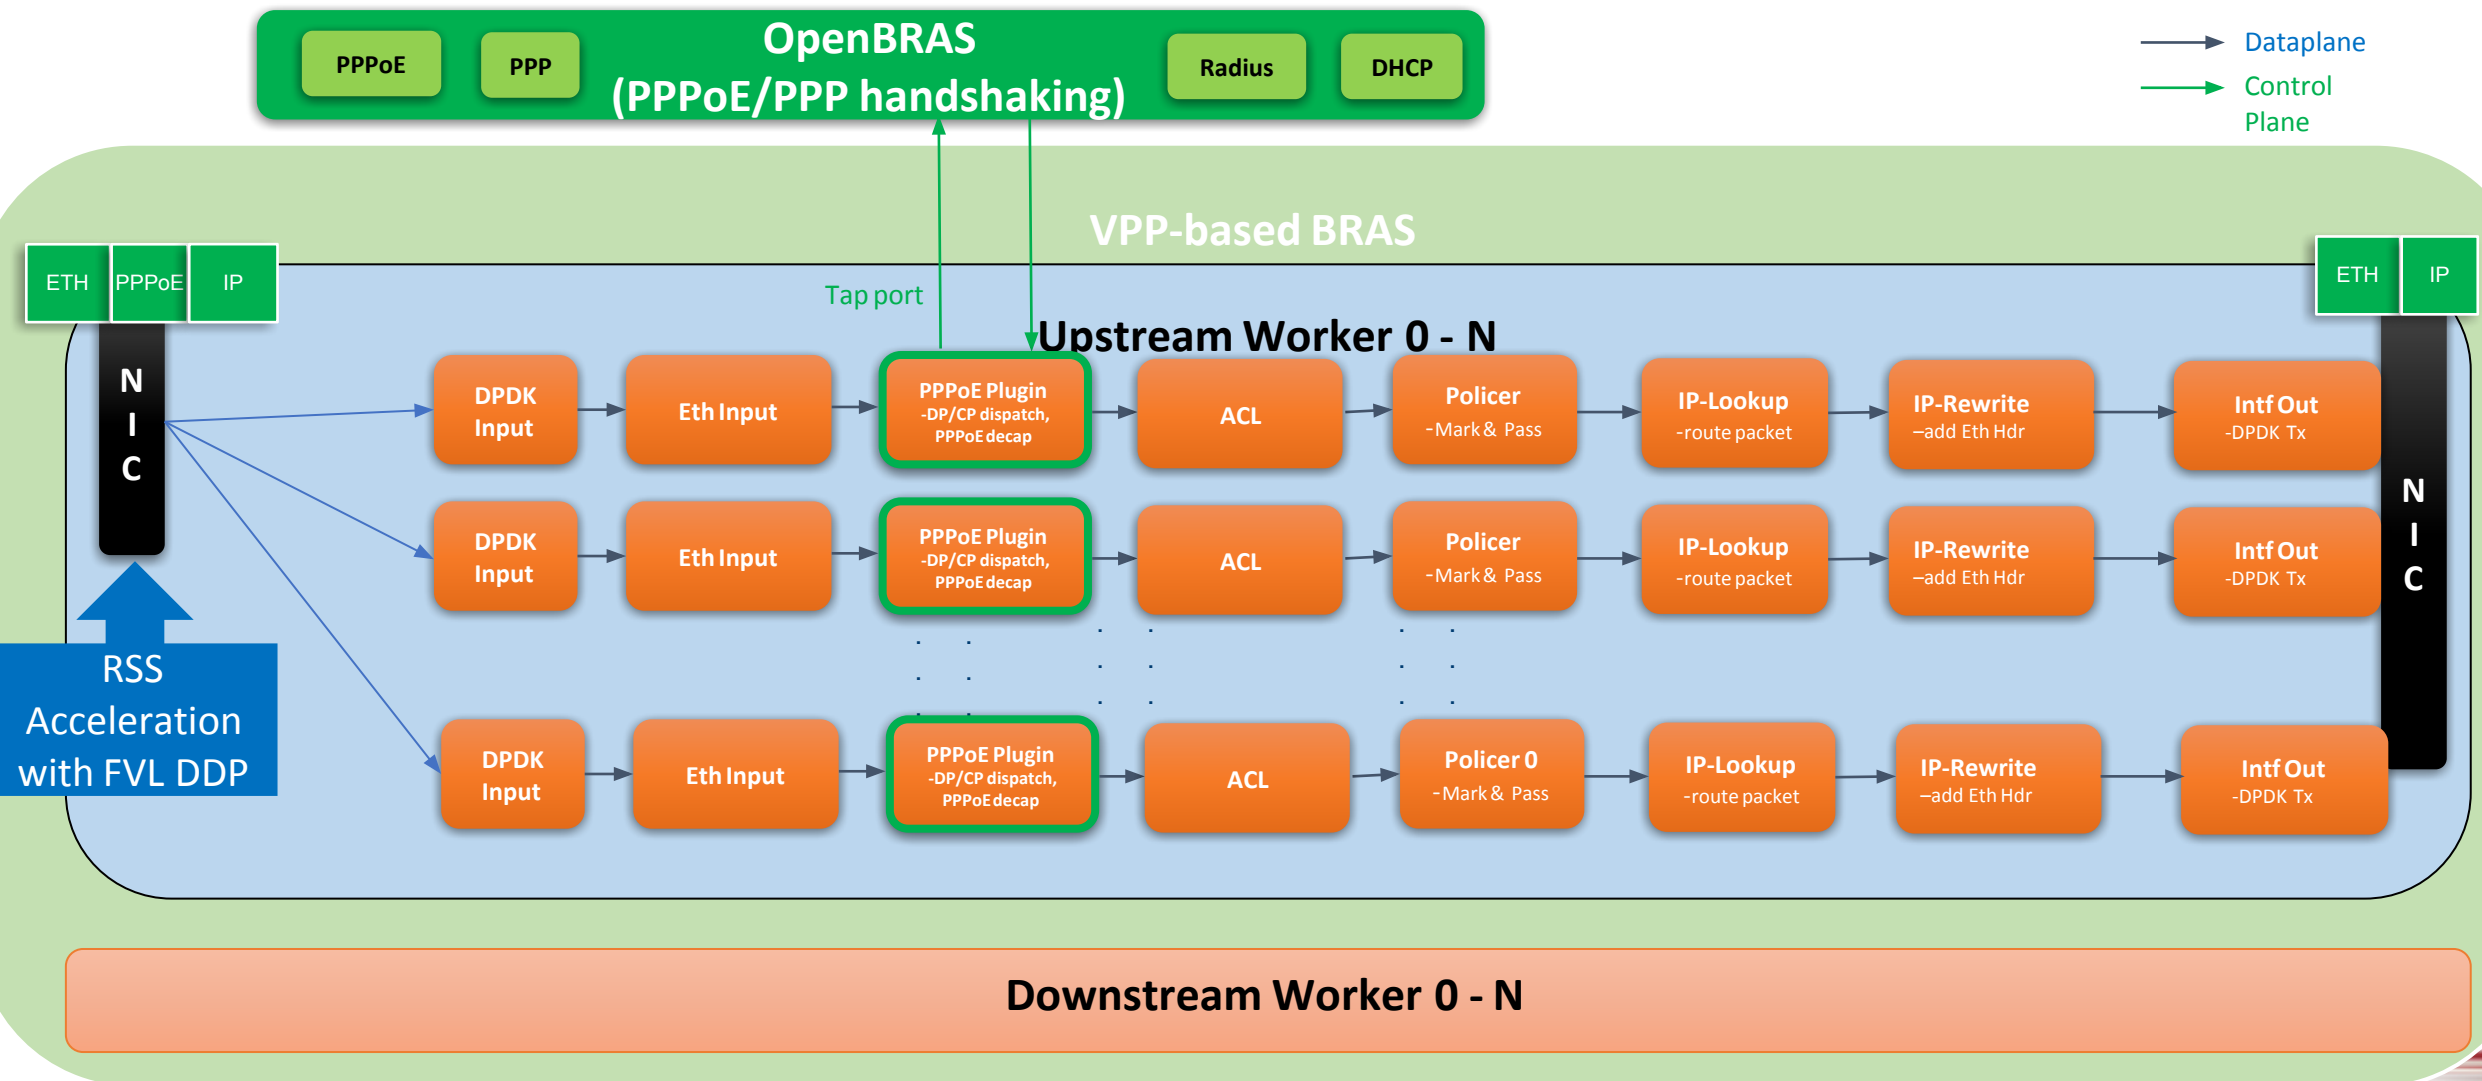 OpenBRAS
(PPPoE/PPP handshaking)
PPPoE
PPP
Radius
DHCP
Dataplane
Control
Plane
VPP-based BRAS
ETH
PPPoE
IP
ETH
IP
Tap port
Upstream Worker 0 - N
N
I
C
DPDK
Input
Eth Input
PPPoE Plugin
-DP/CP dispatch,
PPPoE decap
ACL
Policer
-Mark & Pass
IP-Lookup
-route packet
IP-Rewrite
–add Eth Hdr
Intf Out
-DPDK Tx
N
I
C
DPDK
Input
Eth Input
PPPoE Plugin
-DP/CP dispatch,
PPPoE decap
ACL
Policer
-Mark & Pass
IP-Lookup
-route packet
IP-Rewrite
–add Eth Hdr
Intf Out
-DPDK Tx
RSS
Acceleration
with FVL DDP
DPDK
Input
Eth Input
PPPoE Plugin
-DP/CP dispatch,
PPPoE decap
ACL
Policer 0
-Mark & Pass
IP-Lookup
-route packet
IP-Rewrite
–add Eth Hdr
Intf Out
-DPDK Tx
Downstream Worker 0 - N